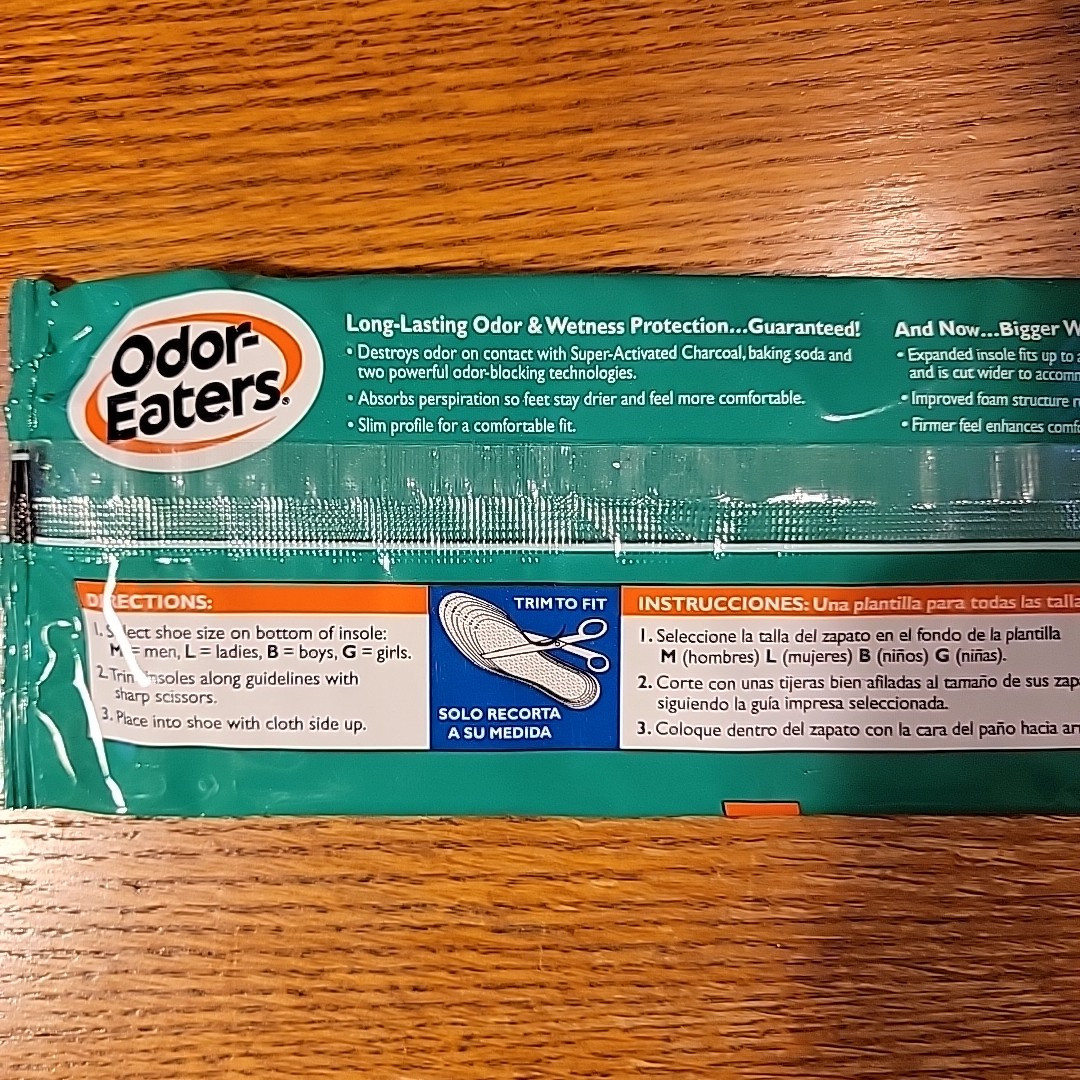 Odor-
Eaters®
Long-Lasting Odor & Wetness Protection...Guaranteed!
• Destroys odor on contact with Super-Activated Charcoal, baking soda and
two powerful odor-blocking technologies.
• Absorbs perspiration so feet stay drier and feel more comfortable.
• Slim profile for a comfortable fit.
And Now...Bigger
• Expanded insole fits up to
and is cut wider to
• Improved foam structure
• Firmer feel enhances
DIRECTIONS:
1. Select shoe size on bottom of insole:
M = men, L = ladies, B = boys, G = girls.
2. Trim insoles along guidelines with
sharp scissors.
3. Place into shoe with cloth side up.
TRIM TO FIT
SOLO RECORTA
A SU MEDIDA
INSTRUCCIONES: Una plantilla para todas las
1. Seleccione la talla del zapato en el fondo de la plantilla
M (hombres) L (mujeres) B (niños) G (niñas).
2. Corte con unas tijeras bien afiladas al tamaño de sus
siguiendo la guía impresa seleccionada.
3. Coloque dentro del zapato con la cara del paño hacia